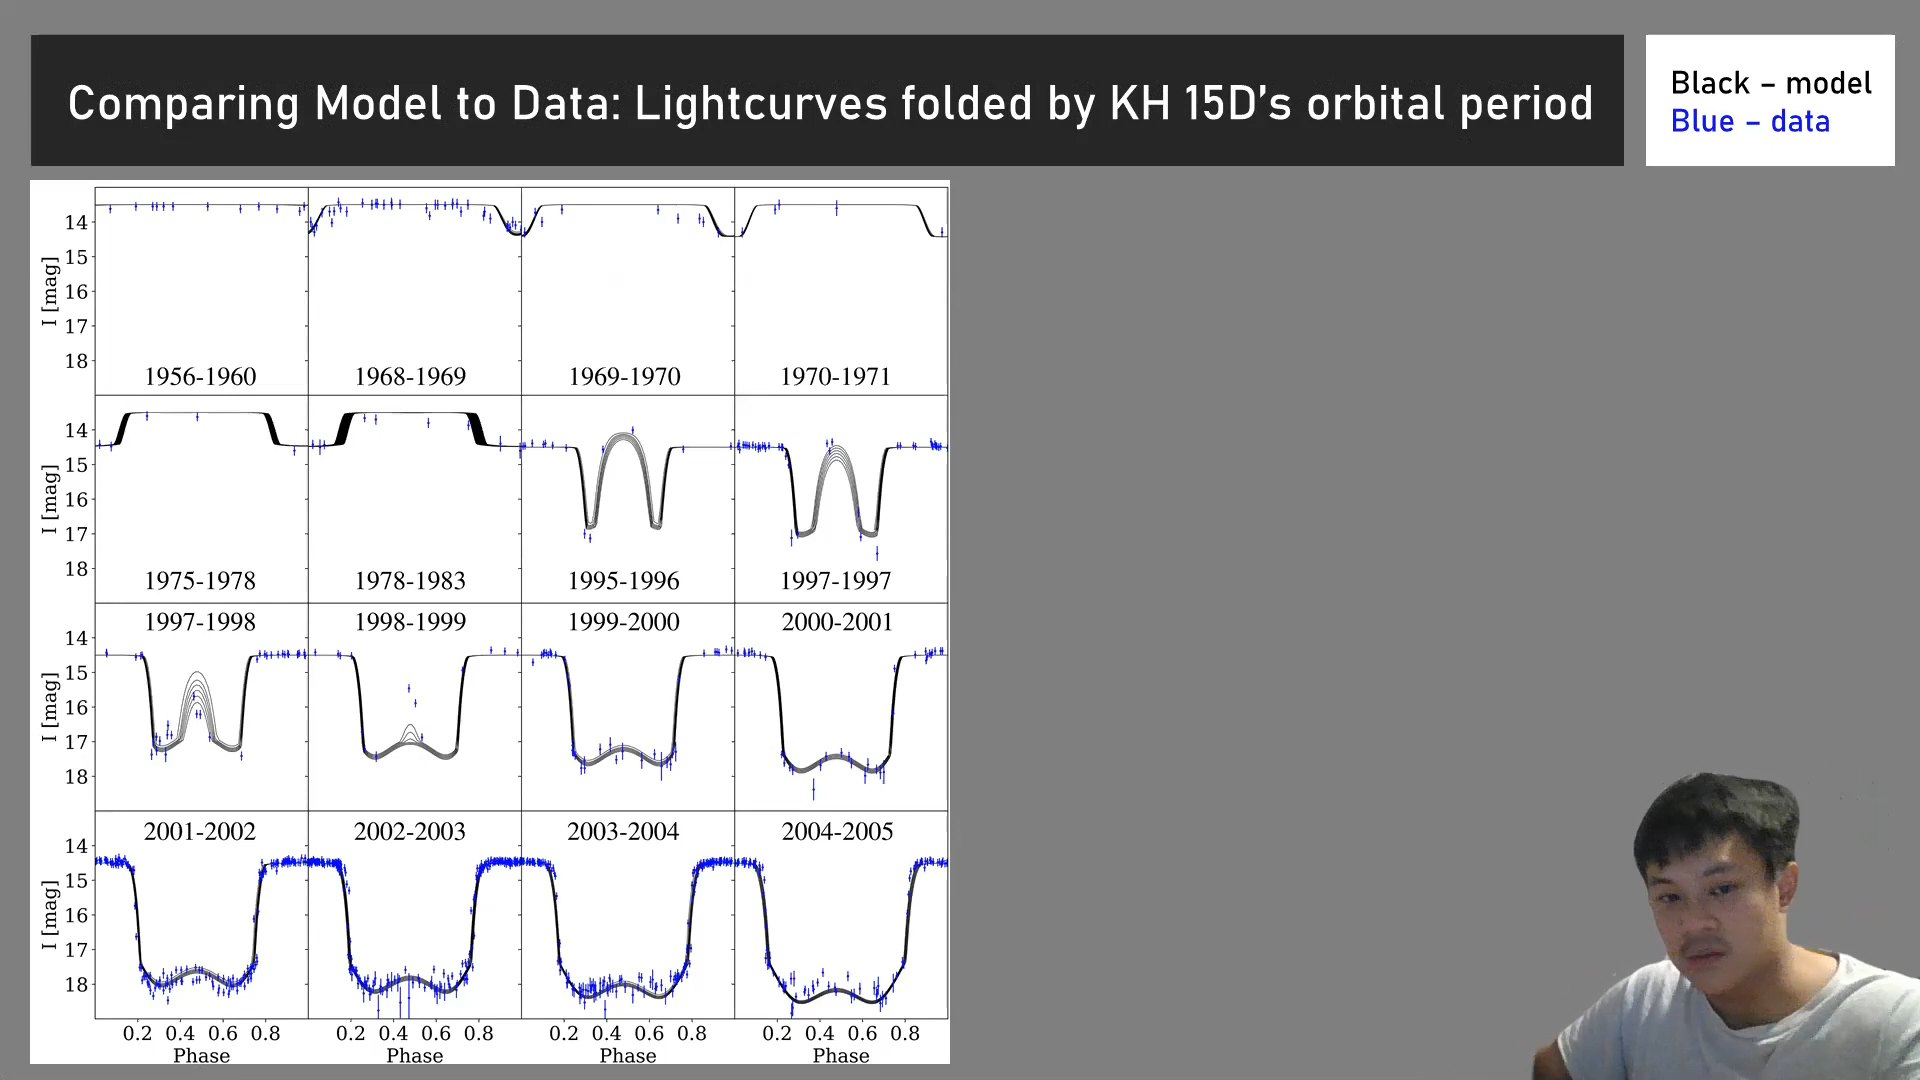 Comparing Model to Data: Lightcurves folded by KH 15D’s orbital period
Black – model
Blue – data
I [mag]
14
15
16
17
18
1956-1960
1968-1969
1969-1970
1970-1971
I [mag]
14
15
16
17
18
1975-1978
1978-1983
1995-1996
1997-1997
I [mag]
14
15
16
17
18
1997-1998
1998-1999
1999-2000
2000-2001
I [mag]
14
15
16
17
18
2001-2002
2002-2003
2003-2004
2004-2005
0.2 0.4 0.6 0.8
0.2 0.4 0.6 0.8
0.2 0.4 0.6 0.8
0.2 0.4 0.6 0.8
Phase
Phase
Phase
Phase